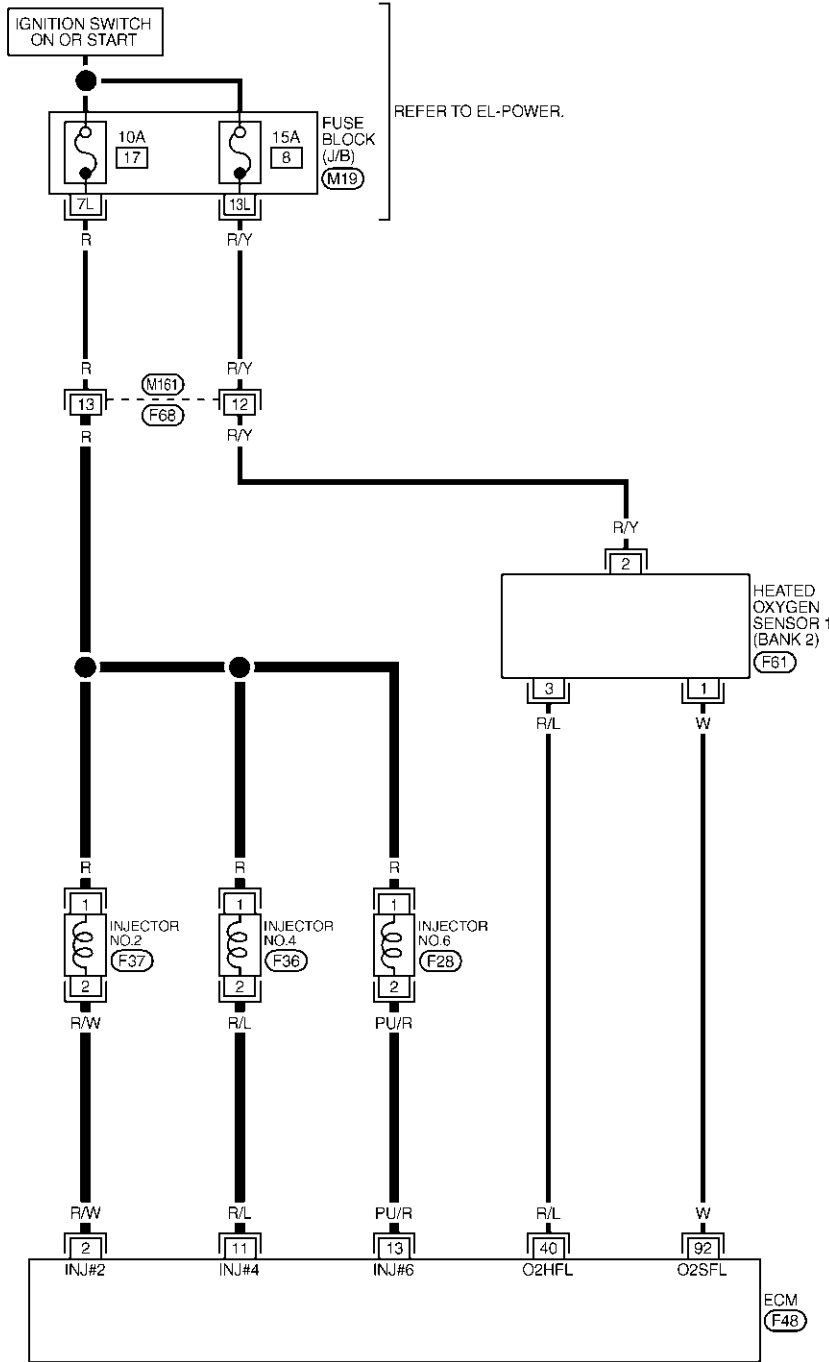 IGNITION SWITCH
ON OR START
REFER TO EL-POWER.
10A
17
15A
8
FUSE
BLOCK
(J/B)
M19
7L
13L
R
R/Y
R
R/Y
13
M161
F68
12
R
R/Y
R/Y
2
HEATED
OXYGEN
SENSOR 1
(BANK 2)
F61
3
1
R/L
W
R
R
R
1
1
1
INJECTOR
NO.2
F37
INJECTOR
NO.4
F36
INJECTOR
NO.6
F28
2
2
2
R/W
R/L
PU/R
R/W
R/L
PU/R
R/L
W
2
11
13
40
92
INJ#2
INJ#4
INJ#6
O2HFL
O2SFL
ECM
F48